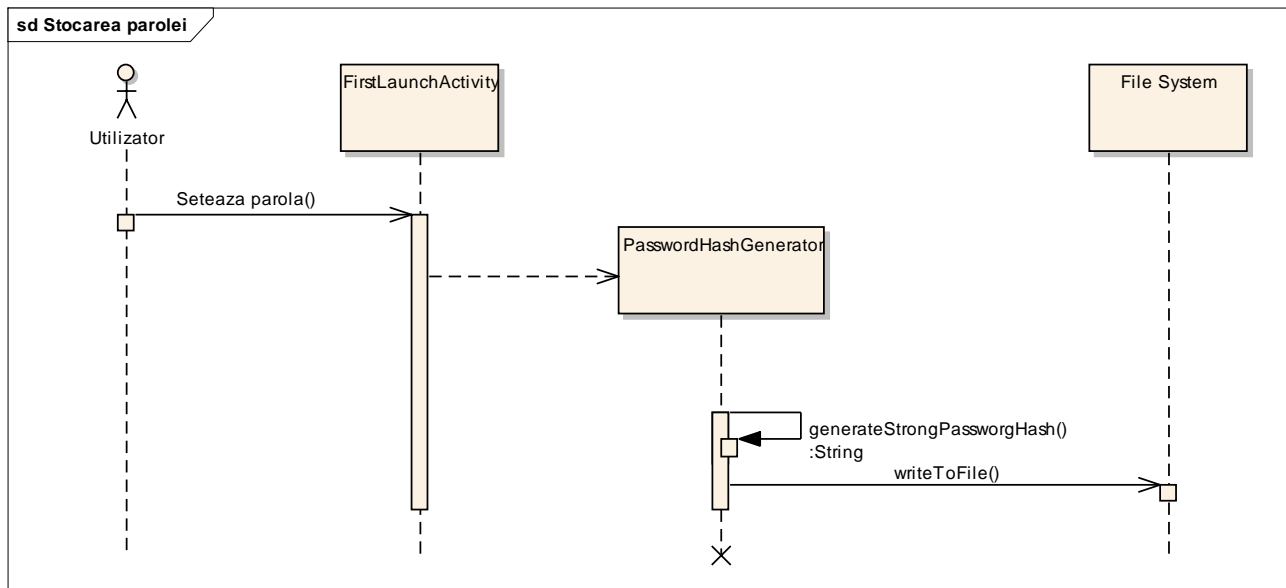 sd Stocarea parolei
Utilizator
FirstLaunchActivity
File System
Seteaza parola()
PasswordHashGenerator
generateStrongPassworgHash()
:String
writeToFile()